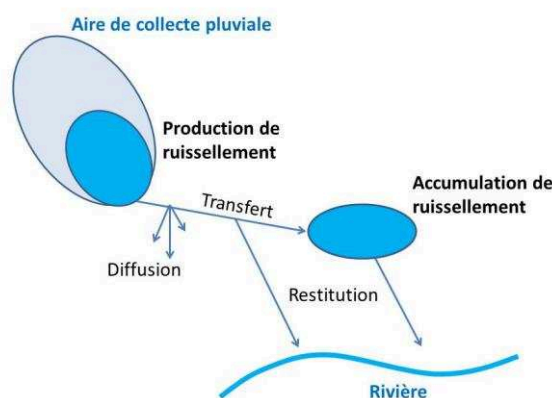 Aire de collecte pluviale
Production de
ruissellement
Transfert
Accumulation de
ruissellement
Diffusion
Restitution
Rivière